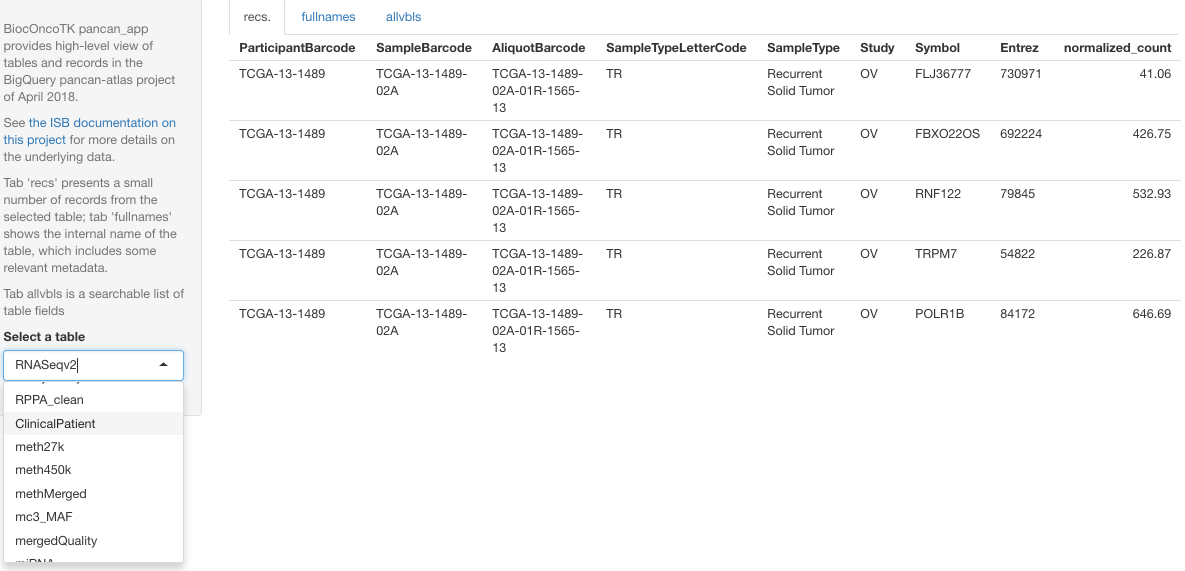 BiocOncoTK pancan_app
provides high-level view of
tables and records in the
BigQuery pancan-atlas project
of April 2018.
See the ISB documentation on
this project for more details on
the underlying data.
Tab 'recs' presents a small
number of records from the
selected table; tab 'fullnames'
shows the internal name of the
table, which includes some
relevant metadata.
Tab allvbls is a searchable list of
table fields
Select a table
RNASeqv2
RPPA_clean
ClinicalPatient
meth27k
meth450k
methMerged
mc3_MAF
mergedQuality
recs. fullnames allvbls
ParticipantBarcode SampleBarcode AliquotBarcode SampleTypeLetterCode SampleType Study Symbol Entrez normalized_count
TCGA-13-1489 TCGA-13-1489- TCGA-13-1489- TR Recurrent OV FLJ36777 730971 41.06
02A 02A-01R-1565- Solid Tumor
13
TCGA-13-1489 TCGA-13-1489- TCGA-13-1489- TR Recurrent OV FBXO22OS 692224 426.75
02A 02A-01R-1565- Solid Tumor
13
TCGA-13-1489 TCGA-13-1489- TCGA-13-1489- TR Recurrent OV RNF122 79845 532.93
02A 02A-01R-1565- Solid Tumor
13
TCGA-13-1489 TCGA-13-1489- TCGA-13-1489- TR Recurrent OV TRPM7 54822 226.87
02A 02A-01R-1565- Solid Tumor
13
TCGA-13-1489 TCGA-13-1489- TCGA-13-1489- TR Recurrent OV POLR1B 84172 646.69
02A 02A-01R-1565- Solid Tumor
13